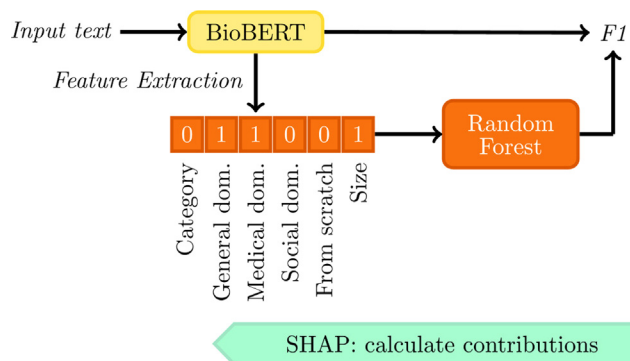 Input text
BioBERT
F1
Feature Extraction
0 1 1 0 0 1
Random
Forest
Category
General dom.
Medical dom.
Social dom.
From scratch
Size
SHAP: calculate contributions